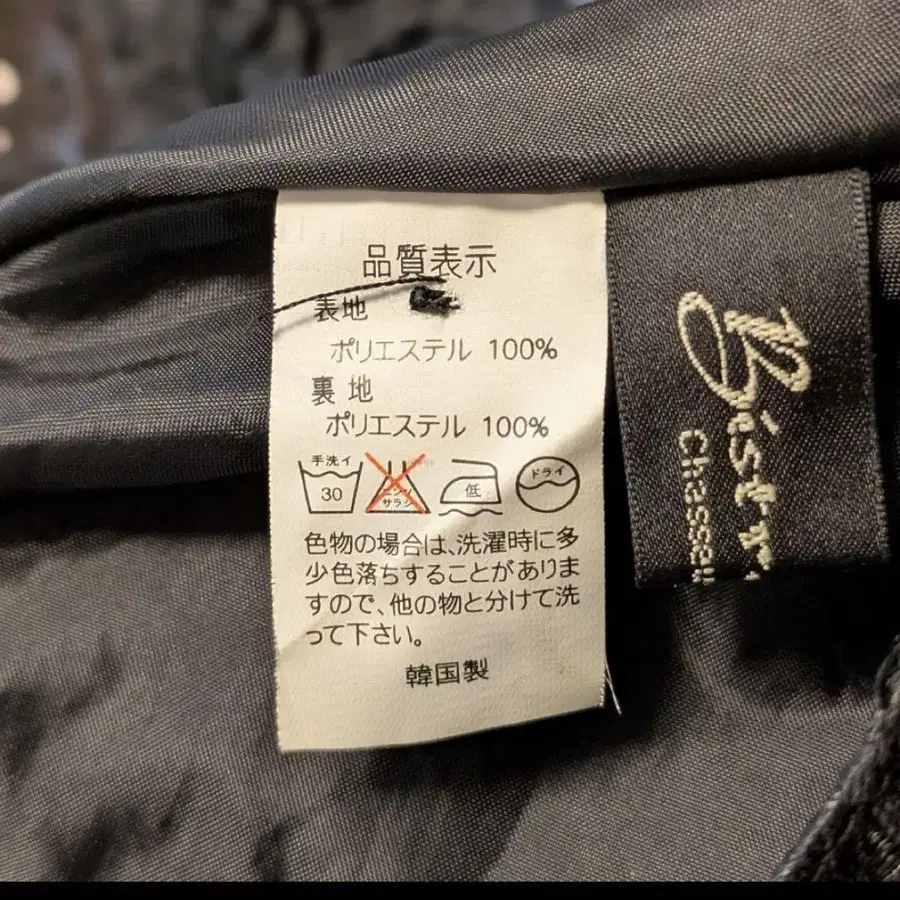 品質表示
表地
ポリエステル 100%
裏地
ポリエステル 100%
手洗イ
30
エンソ
サラシ
低
ドライ
色物の場合は、洗濯時に多
少色落ちすることがありま
すので、他の物と分けて洗
って下さい。
韓国製